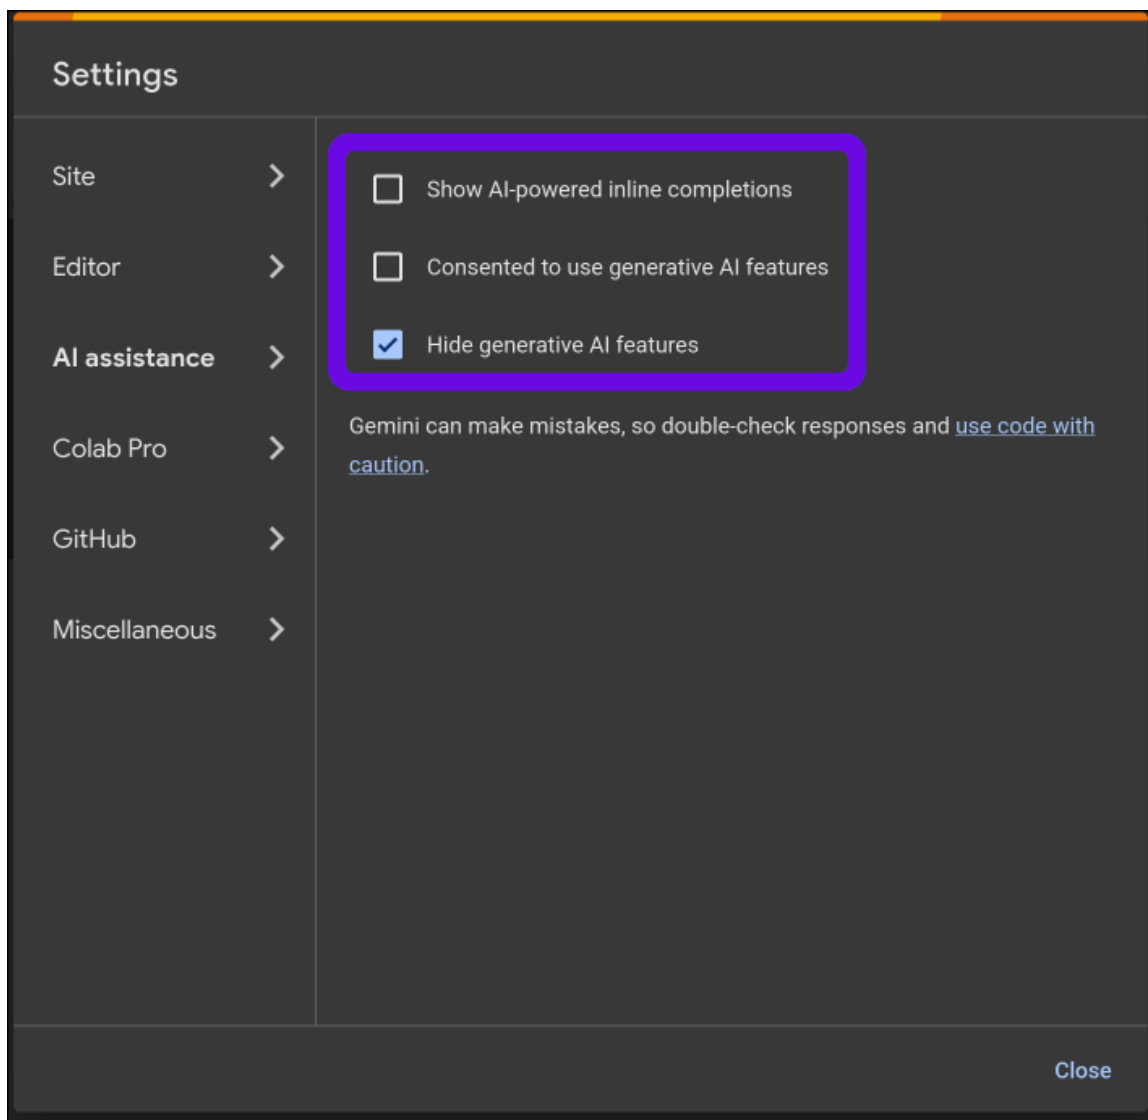 Settings
Site
Editor
AI assistance
Colab Pro
GitHub
Miscellaneous
Show AI-powered inline completions
Consented to use generative AI features
Hide generative AI features
Gemini can make mistakes, so double-check responses and use code with
caution.
Close